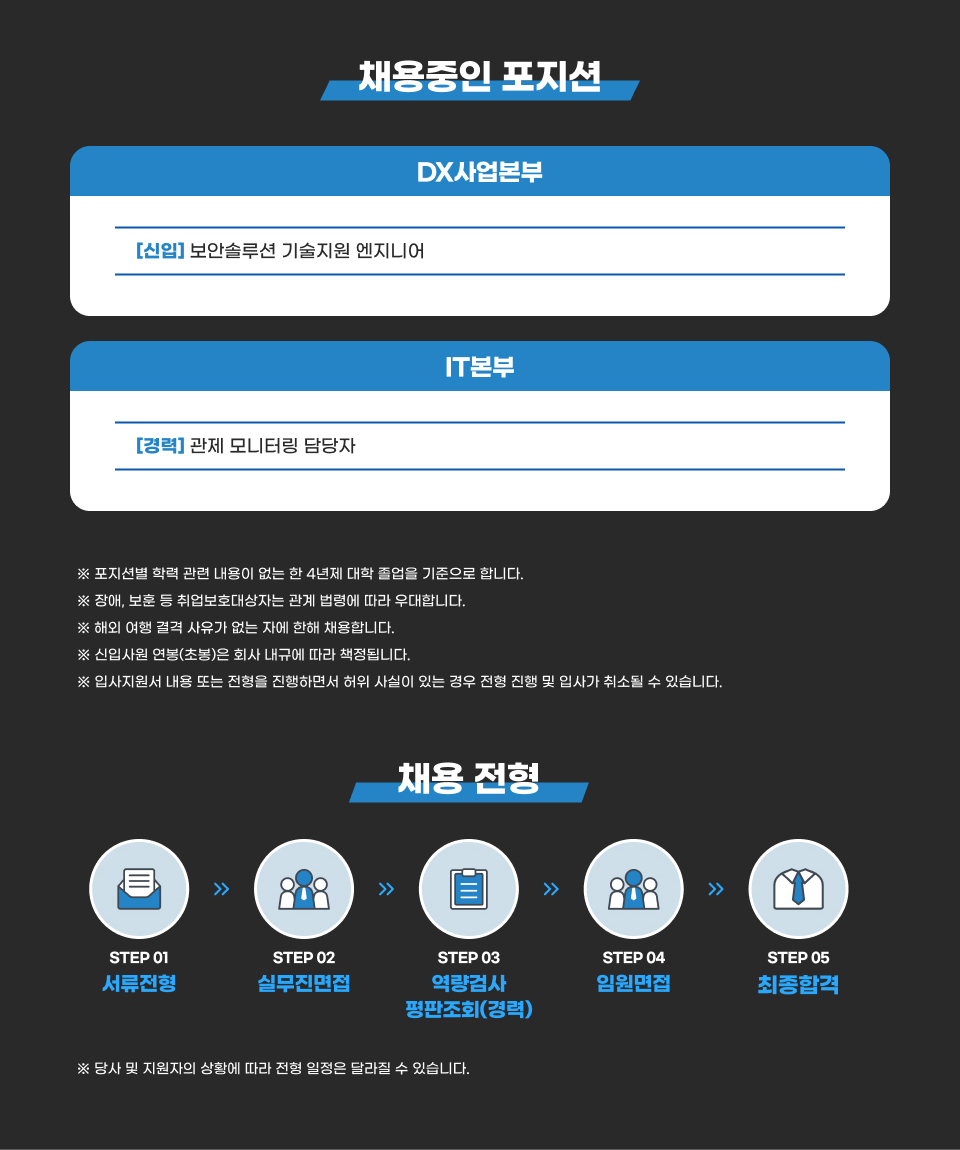 채용중인 포지션
DX사업본부
[신입] 보안솔루션 기술지원 엔지니어
IT본부
[경력] 관제 모니터링 담당자
※ 포지션별 학력 관련 내용이 없는 한 4년제 대학 졸업을 기준으로 합니다.
※ 장애, 보훈 등 취업보호대상자는 관계 법령에 따라 우대합니다.
※ 해외 여행 결격 사유가 없는 자에 한해 채용합니다.
※ 신입사원 연봉(초봉)은 회사 내규에 따라 책정됩니다.
※ 입사지원서 내용 또는 전형을 진행하면서 허위 사실이 있는 경우 전형 진행 및 입사가 취소될 수 있습니다.
채용 전형
STEP 01
서류전형
STEP 02
실무진면접
STEP 03
역량검사
평판조회(경력)
STEP 04
임원면접
STEP 05
최종합격
※ 당사 및 지원자의 상황에 따라 전형 일정은 달라질 수 있습니다.